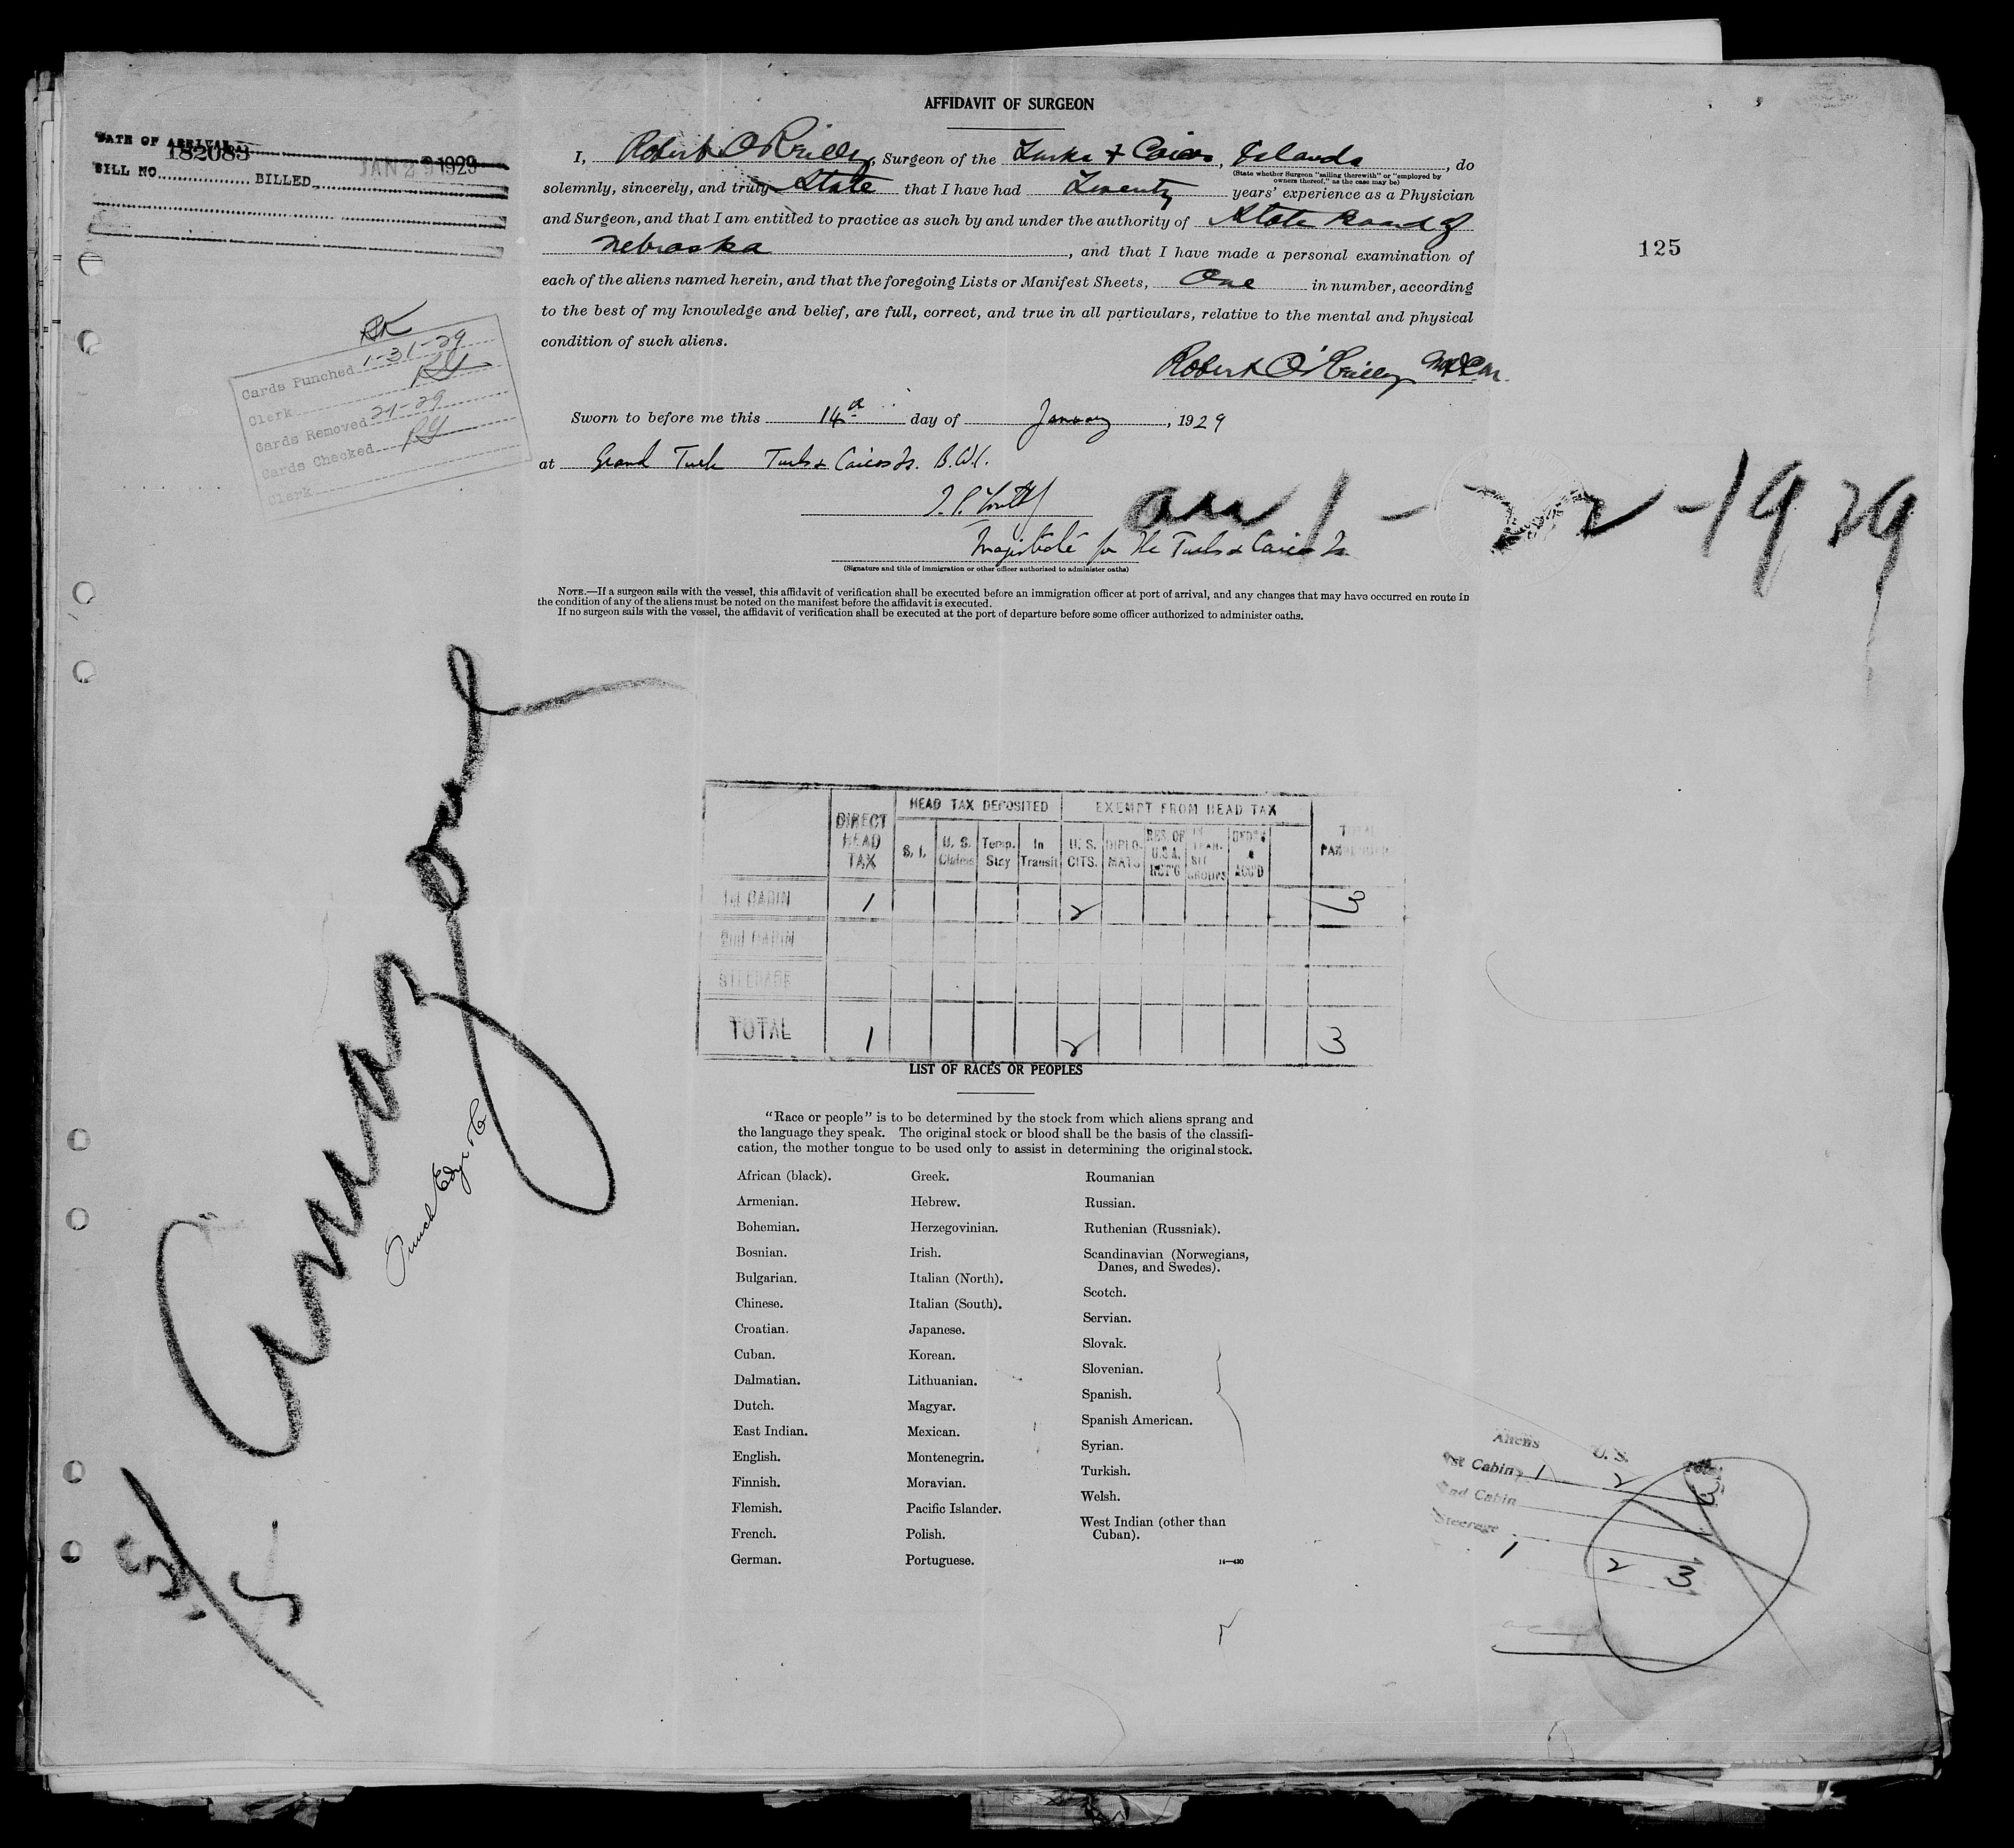 AFFIDAVIT OF SURGEON
DATE OF ARRIVAL
182083
JAN 29 1929
BILL NO. BILLED
I, Robert O'Reilly, Surgeon of the Turks & Caicos, Islands, do
(State whether Surgeon "sailing therewith" or "employed by
owners thereof," as the case may be)
solemnly, sincerely, and truly State that I have had Twenty years' experience as a Physician
and Surgeon, and that I am entitled to practice as such by and under the authority of State Board of
Nebraska, and that I have made a personal examination of
125
each of the aliens named herein, and that the foregoing Lists or Manifest Sheets, One in number, according
to the best of my knowledge and belief, are full, correct, and true in all particulars, relative to the mental and physical
condition of such aliens.
Robert O'Reilly
Cards Punched 1-31-29
Clerk
Cards Removed 21-29
Cards Checked
Clerk
Sworn to before me this 14th day of January, 1929
at Grand Turk Turks & Caicos Is. B.W.I.
arr 1-22-1929
Magistrate for the Turks & Caicos Is.
(Signature and title of immigration or other officer authorized to administer oaths)
NOTE.—If a surgeon sails with the vessel, this affidavit of verification shall be executed before an immigration officer at port of arrival, and any changes that may have occurred en route in
the condition of any of the aliens must be noted on the manifest before the affidavit is executed.
If no surgeon sails with the vessel, the affidavit of verification shall be executed at the port of departure before some officer authorized to administer oaths.
Amazone
Punch Edge
HEAD TAX DEPOSITED EXEMPT FROM HEAD TAX
DIRECT HEAD TAX S. I. U. S. Claims Temp. Stay In Transit U. S. CITS. DIPLO-MATS RES. OF U.S.A. RET'G IN TRAN-SIT GROUPS UND'R 4 ACC'D TOTAL PASSENGERS
1st CABIN 1 2 3
2nd CABIN
STEERAGE
TOTAL 1 2 3
LIST OF RACES OR PEOPLES
"Race or people" is to be determined by the stock from which aliens sprang and
the language they speak. The original stock or blood shall be the basis of the classifi-
cation, the mother tongue to be used only to assist in determining the original stock.
African (black).
Armenian.
Bohemian.
Bosnian.
Bulgarian.
Chinese.
Croatian.
Cuban.
Dalmatian.
Dutch.
East Indian.
English.
Finnish.
Flemish.
French.
German.
Greek.
Hebrew.
Herzegovinian.
Irish.
Italian (North).
Italian (South).
Japanese.
Korean.
Lithuanian.
Magyar.
Mexican.
Montenegrin.
Moravian.
Pacific Islander.
Polish.
Portuguese.
Roumanian
Russian.
Ruthenian (Russniak).
Scandinavian (Norwegians,
Danes, and Swedes).
Scotch.
Servian.
Slovak.
Slovenian.
Spanish.
Spanish American.
Syrian.
Turkish.
Welsh.
West Indian (other than
Cuban).
14—430
Aliens U. S. Total
1st Cabin 1 2 3
2nd Cabin
Steerage
1 2 3